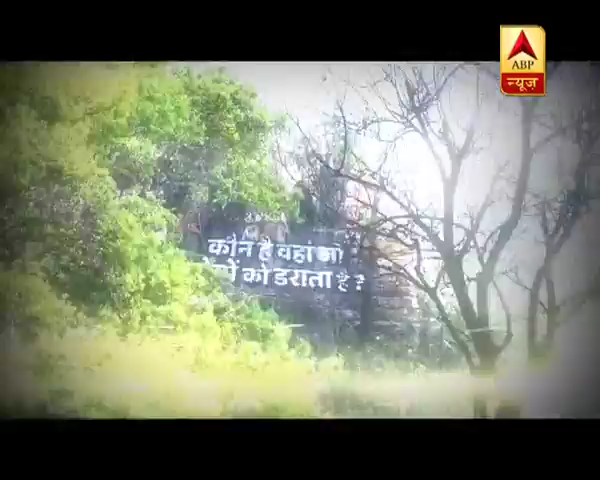 ABP
न्यूज़
कौन है वहां जो
को डराता है?